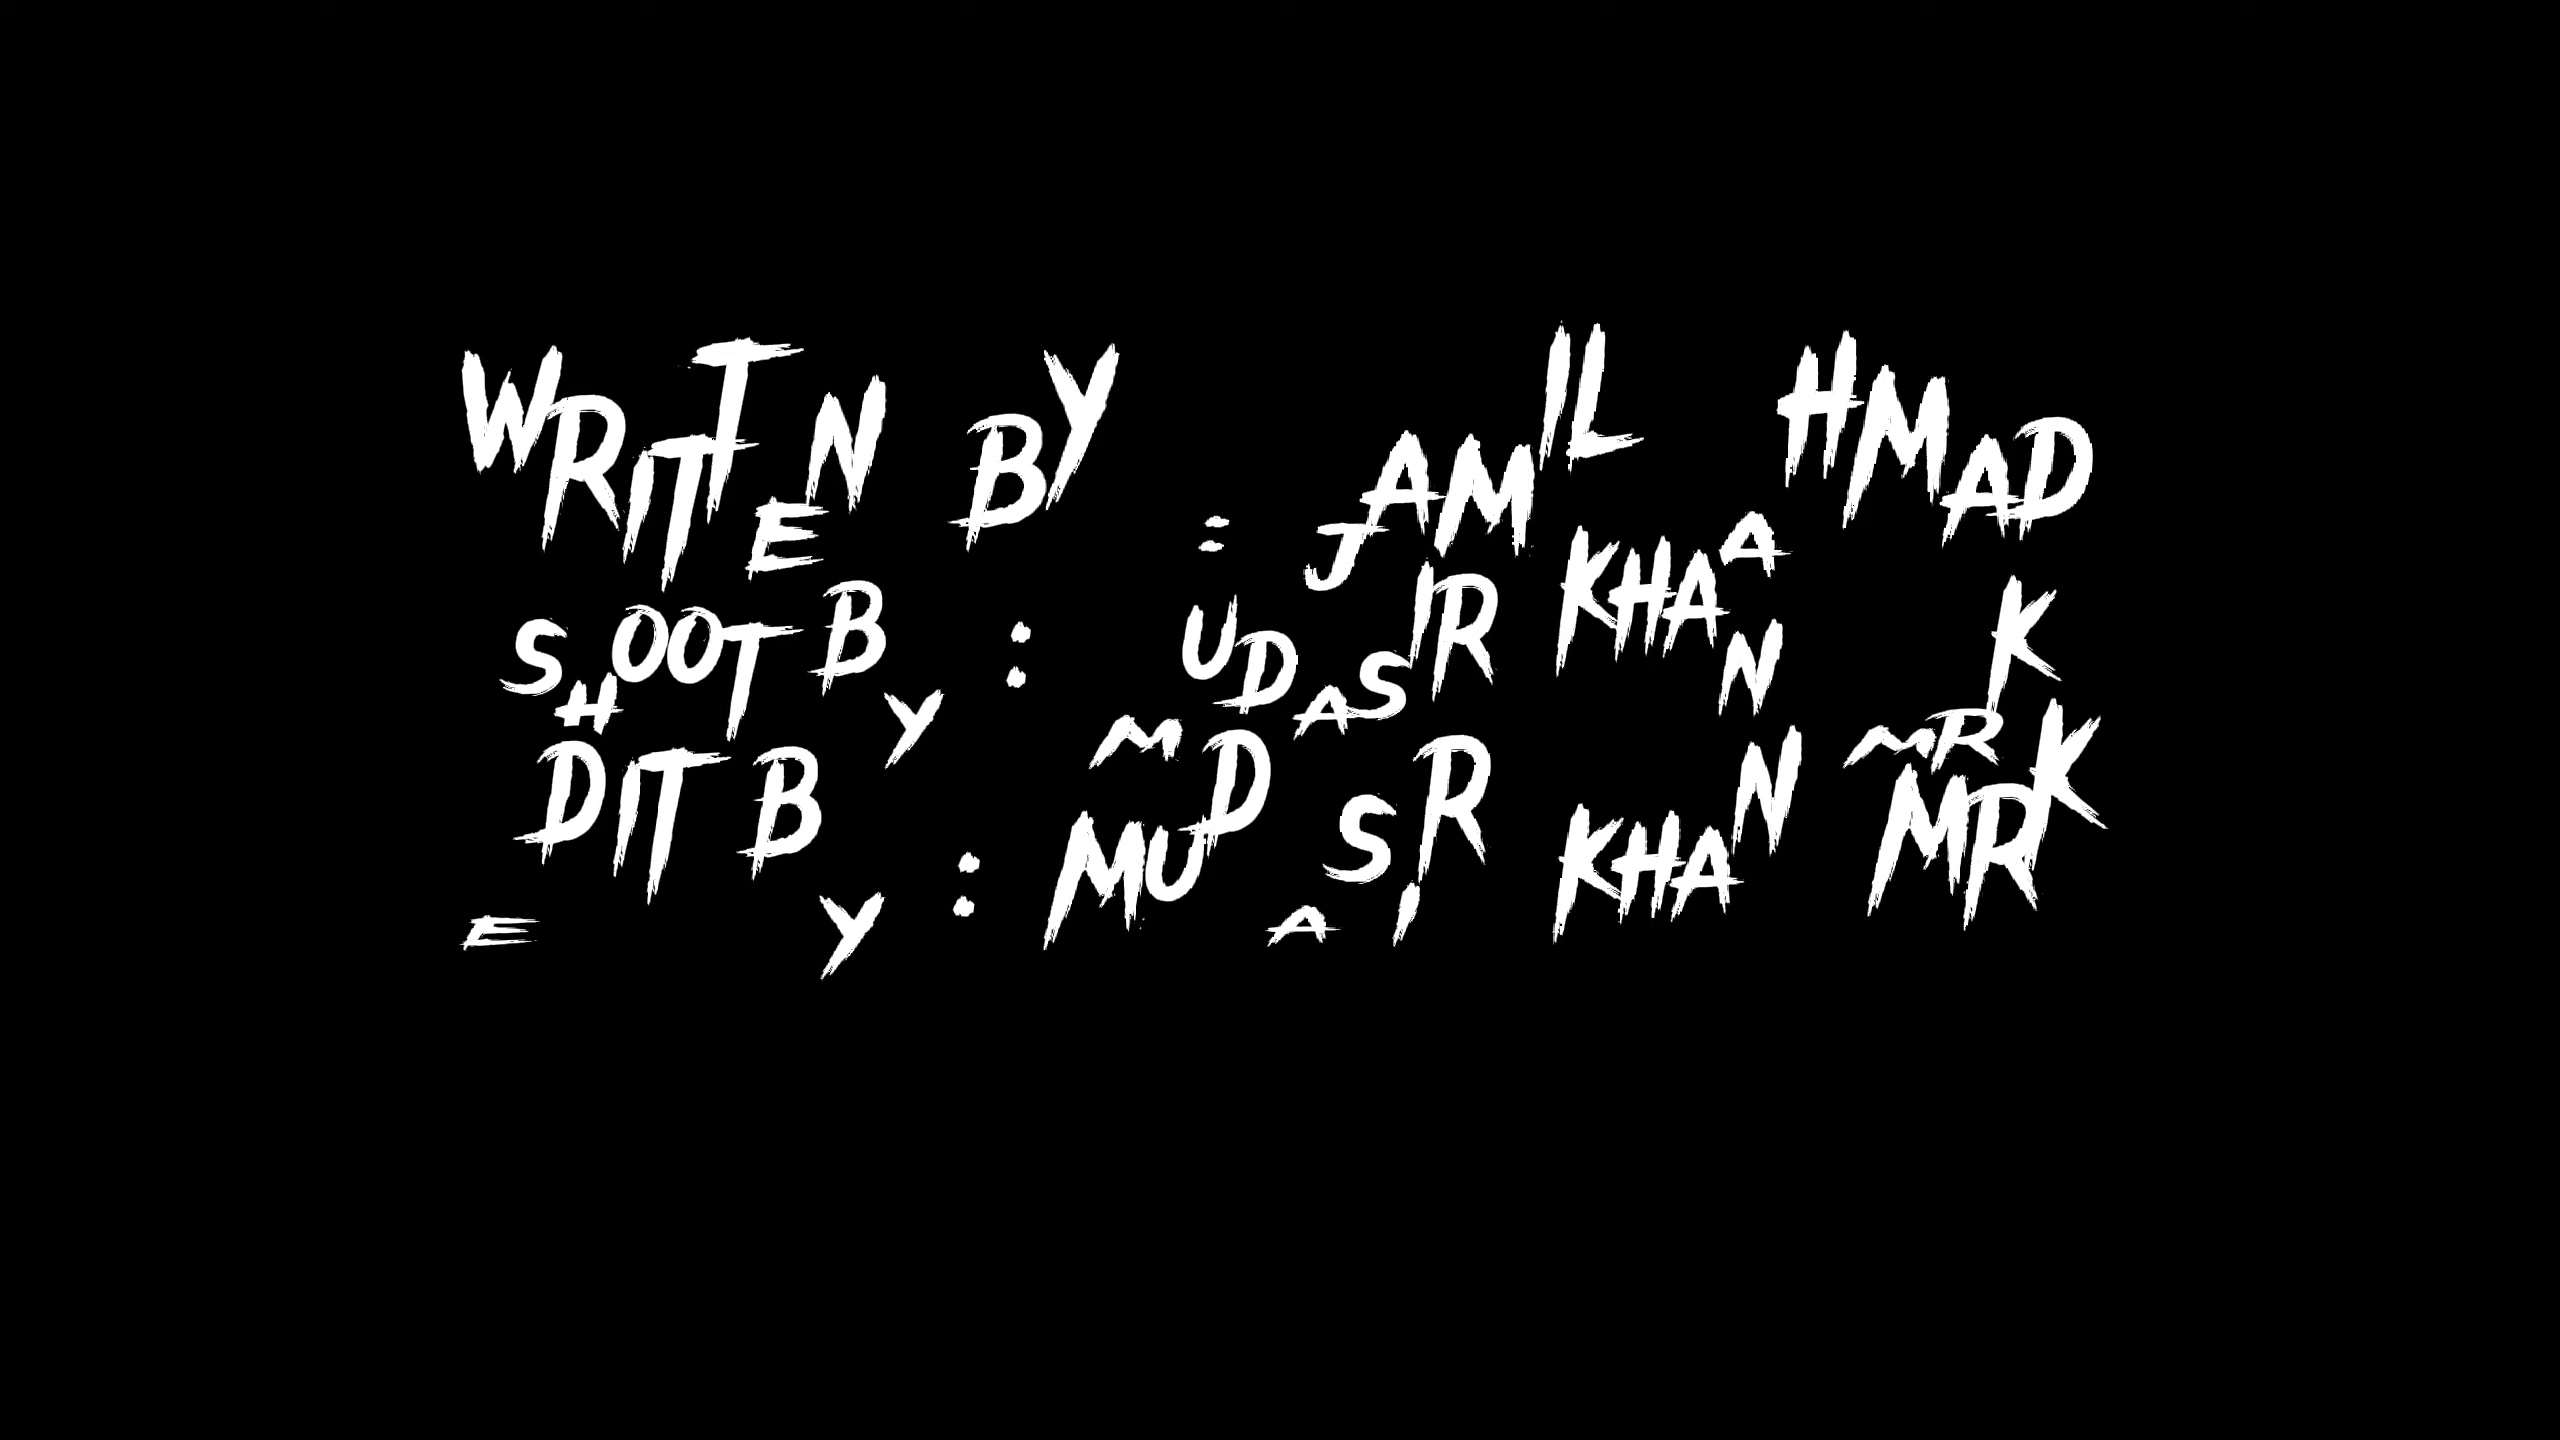 WRITTEN BY : JAMIL AHMAD
SHOOT BY : MUDASIR KHAN MRK
EDIT BY : MUDASIR KHAN MRK